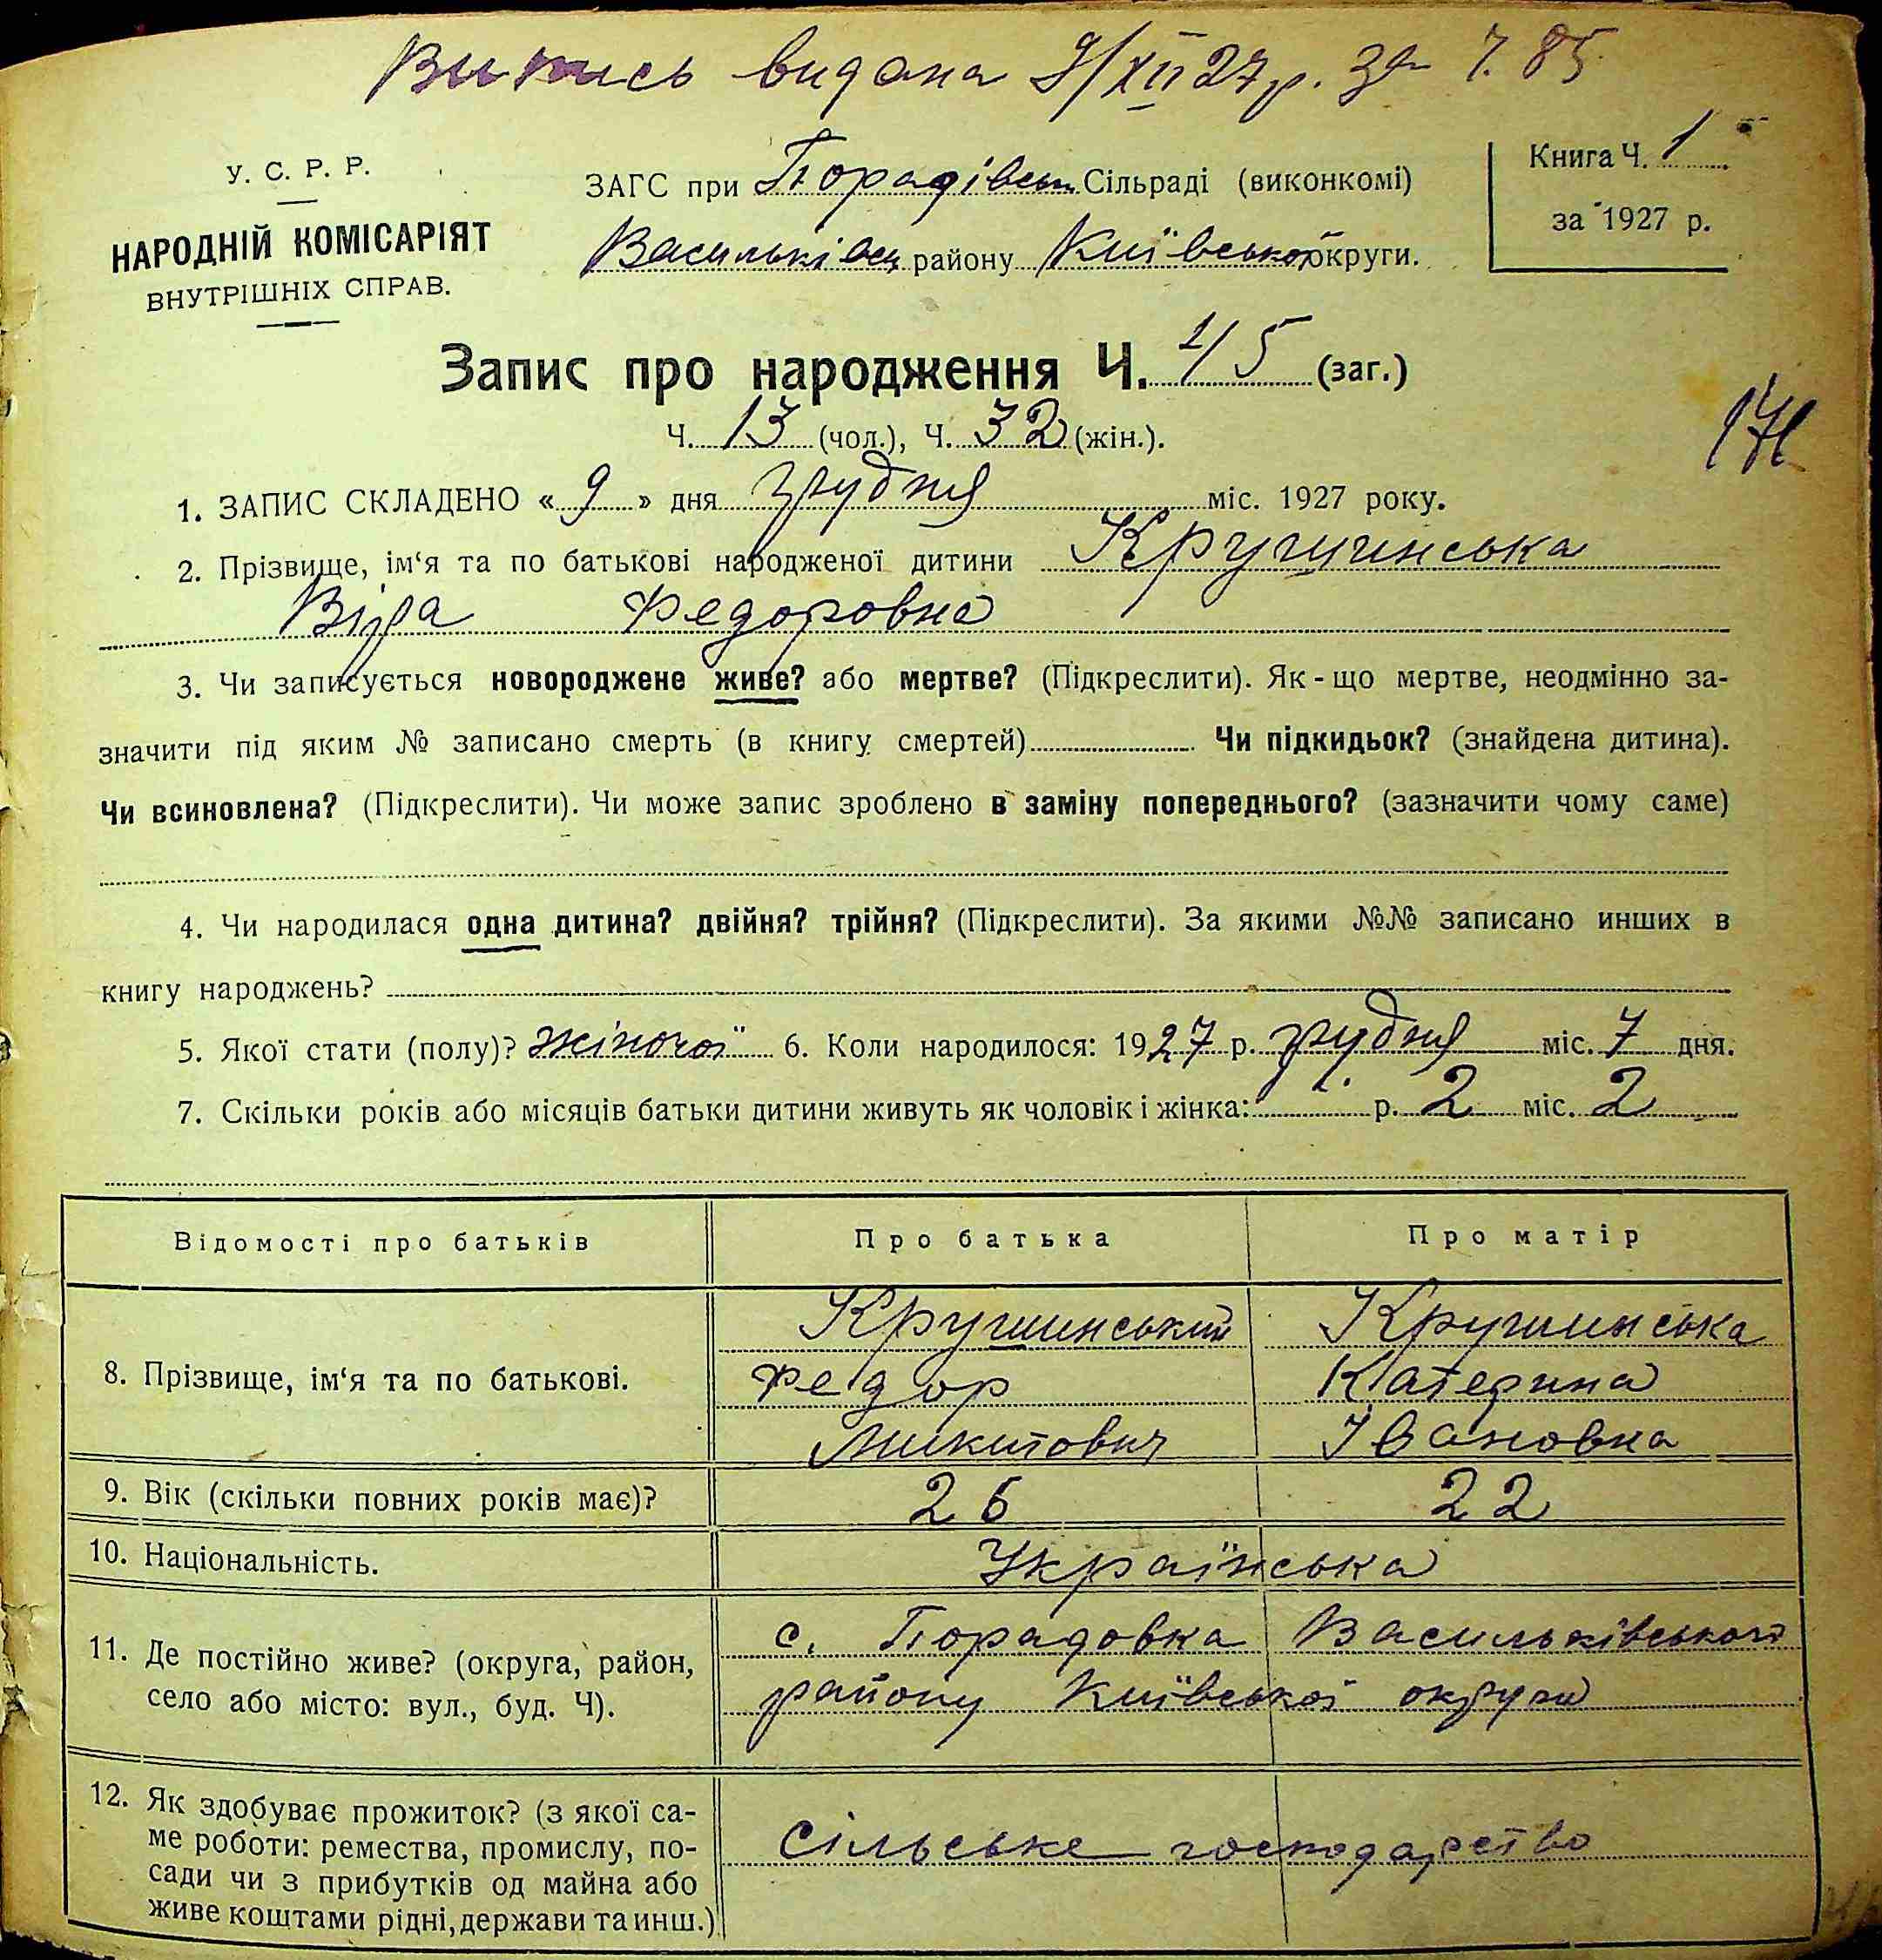 Витись видана 9/XII 27 р. за ч. 85
У. С. Р. Р.
НАРОДНІЙ КОМІСАРІЯТ
ВНУТРІШНІХ СПРАВ.
ЗАГС при Порадівськ. Сільраді (виконкомі)
Васильківськ району Київської округи.
Книга Ч. 1
за 1927 р.
Запис про народження Ч. 45 (заг.)
Ч. 13 (чол.), Ч. 32 (жін.).
1. ЗАПИС СКЛАДЕНО « 9 » дня грудня міс. 1927 року.
2. Прізвище, ім‘я та по батькові народженої дитини Крушинська
Віра Федоровна
3. Чи записується новороджене живе? або мертве? (Підкреслити). Як-що мертве, неодмінно за-
значити під яким № записано смерть (в книгу смертей) Чи підкидьок? (знайдена дитина).
Чи всиновлена? (Підкреслити). Чи може запис зроблено в заміну попереднього? (зазначити чому саме)
4. Чи народилася одна дитина? двійня? трійня? (Підкреслити). За якими №№ записано инших в
книгу народжень?
5. Якої стати (полу)? жіночої 6. Коли народилося: 1927 р. грудня міс. 7 дня.
7. Скільки років або місяців батьки дитини живуть як чоловік і жінка: р. 2 міс. 2
Відомості про батьків Про батька Про матір
8. Прізвище, ім‘я та по батькові.
Крушинський Крушинська
Федор Катерина
Микитович Івановна
9. Вік (скільки повних років має)? 26 22
10. Національність. Українська
11. Де постійно живе? (округа, район,
село або місто: вул., буд. Ч).
с. Порадовка Васильківського
району Київської округи
12. Як здобуває прожиток? (з якої са-
ме роботи: ремества, промислу, по-
сади чи з прибутків од майна або
живе коштами рідні, держави та инш.)
сільське господарство